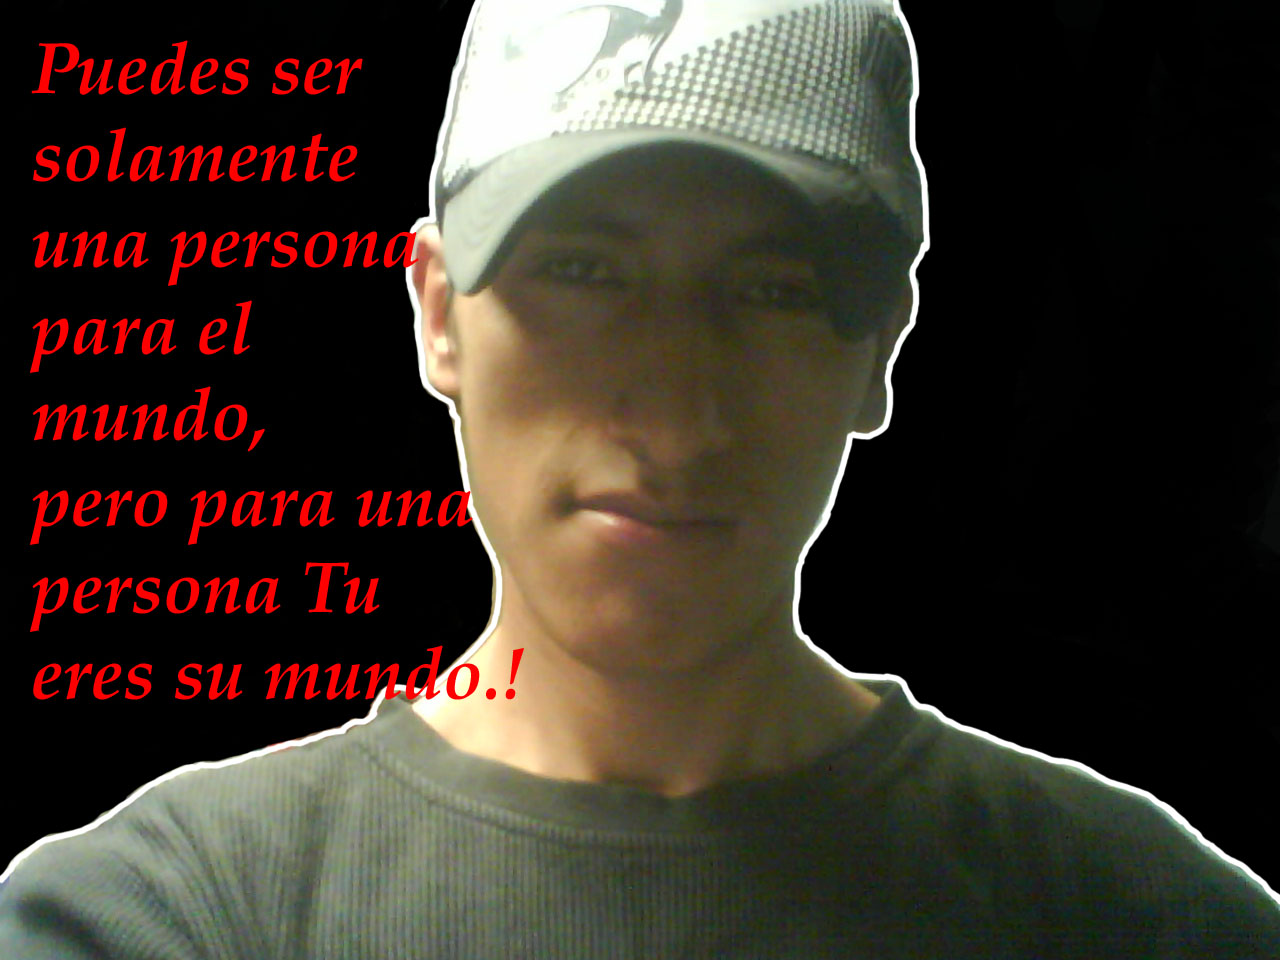 Puedes ser
solamente
una persona
para el
mundo,
pero para una
persona Tu
eres su mundo.!